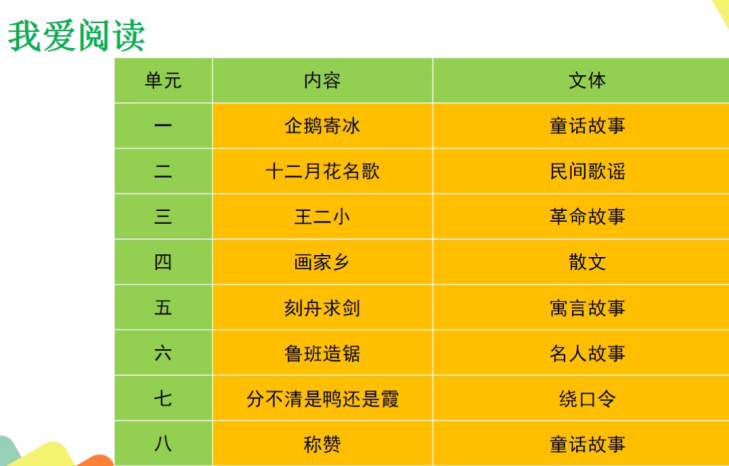 我爱阅读
单元 内容 文体
一 企鹅寄冰 童话故事
二 十二月花名歌 民间歌谣
三 王二小 革命故事
四 画家乡 散文
五 刻舟求剑 寓言故事
六 鲁班造锯 名人故事
七 分不清是鸭还是霞 绕口令
八 称赞 童话故事